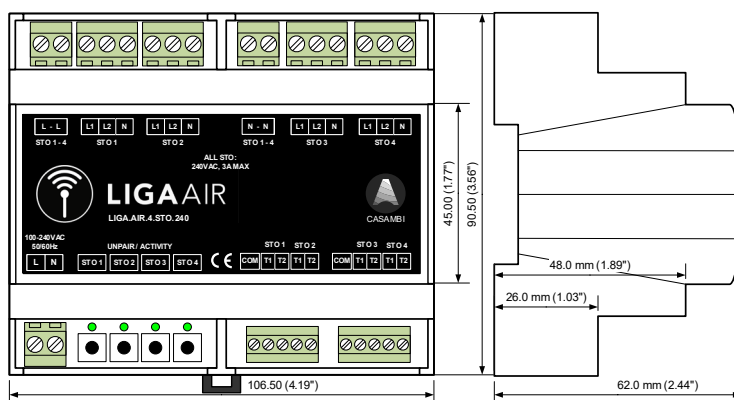 L - L L1 L2 N L1 L2 N N - N L1 L2 N L1 L2 N
STO 1 - 4 STO 1 STO 2 STO 1 - 4 STO 3 STO 4
ALL STO:
240VAC, 3A MAX
LIGAAIR
LIGA.AIR.4.STO.240
CASAMBI
100-240VAC
50/60Hz
UNPAIR / ACTIVITY
L N STO 1 STO 2 STO 3 STO 4 CE
STO 1 STO 2 STO 3 STO 4
COM T1 T2 T1 T2 COM T1 T2 T1 T2
45.00 (1.77")
90.50 (3.56")
48.0 mm (1.89")
26.0 mm (1.03")
106.50 (4.19")
62.0 mm (2.44")